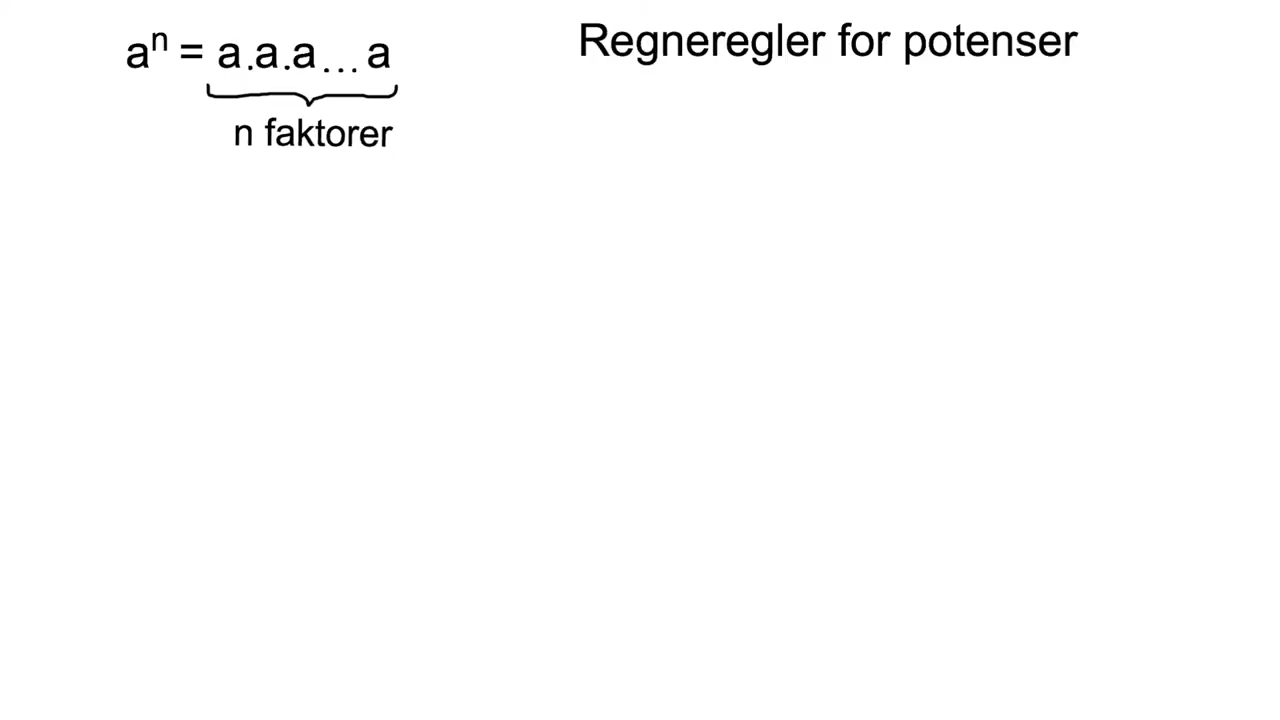 aⁿ = a.a.a...a
n faktorer
Regneregler for potenser